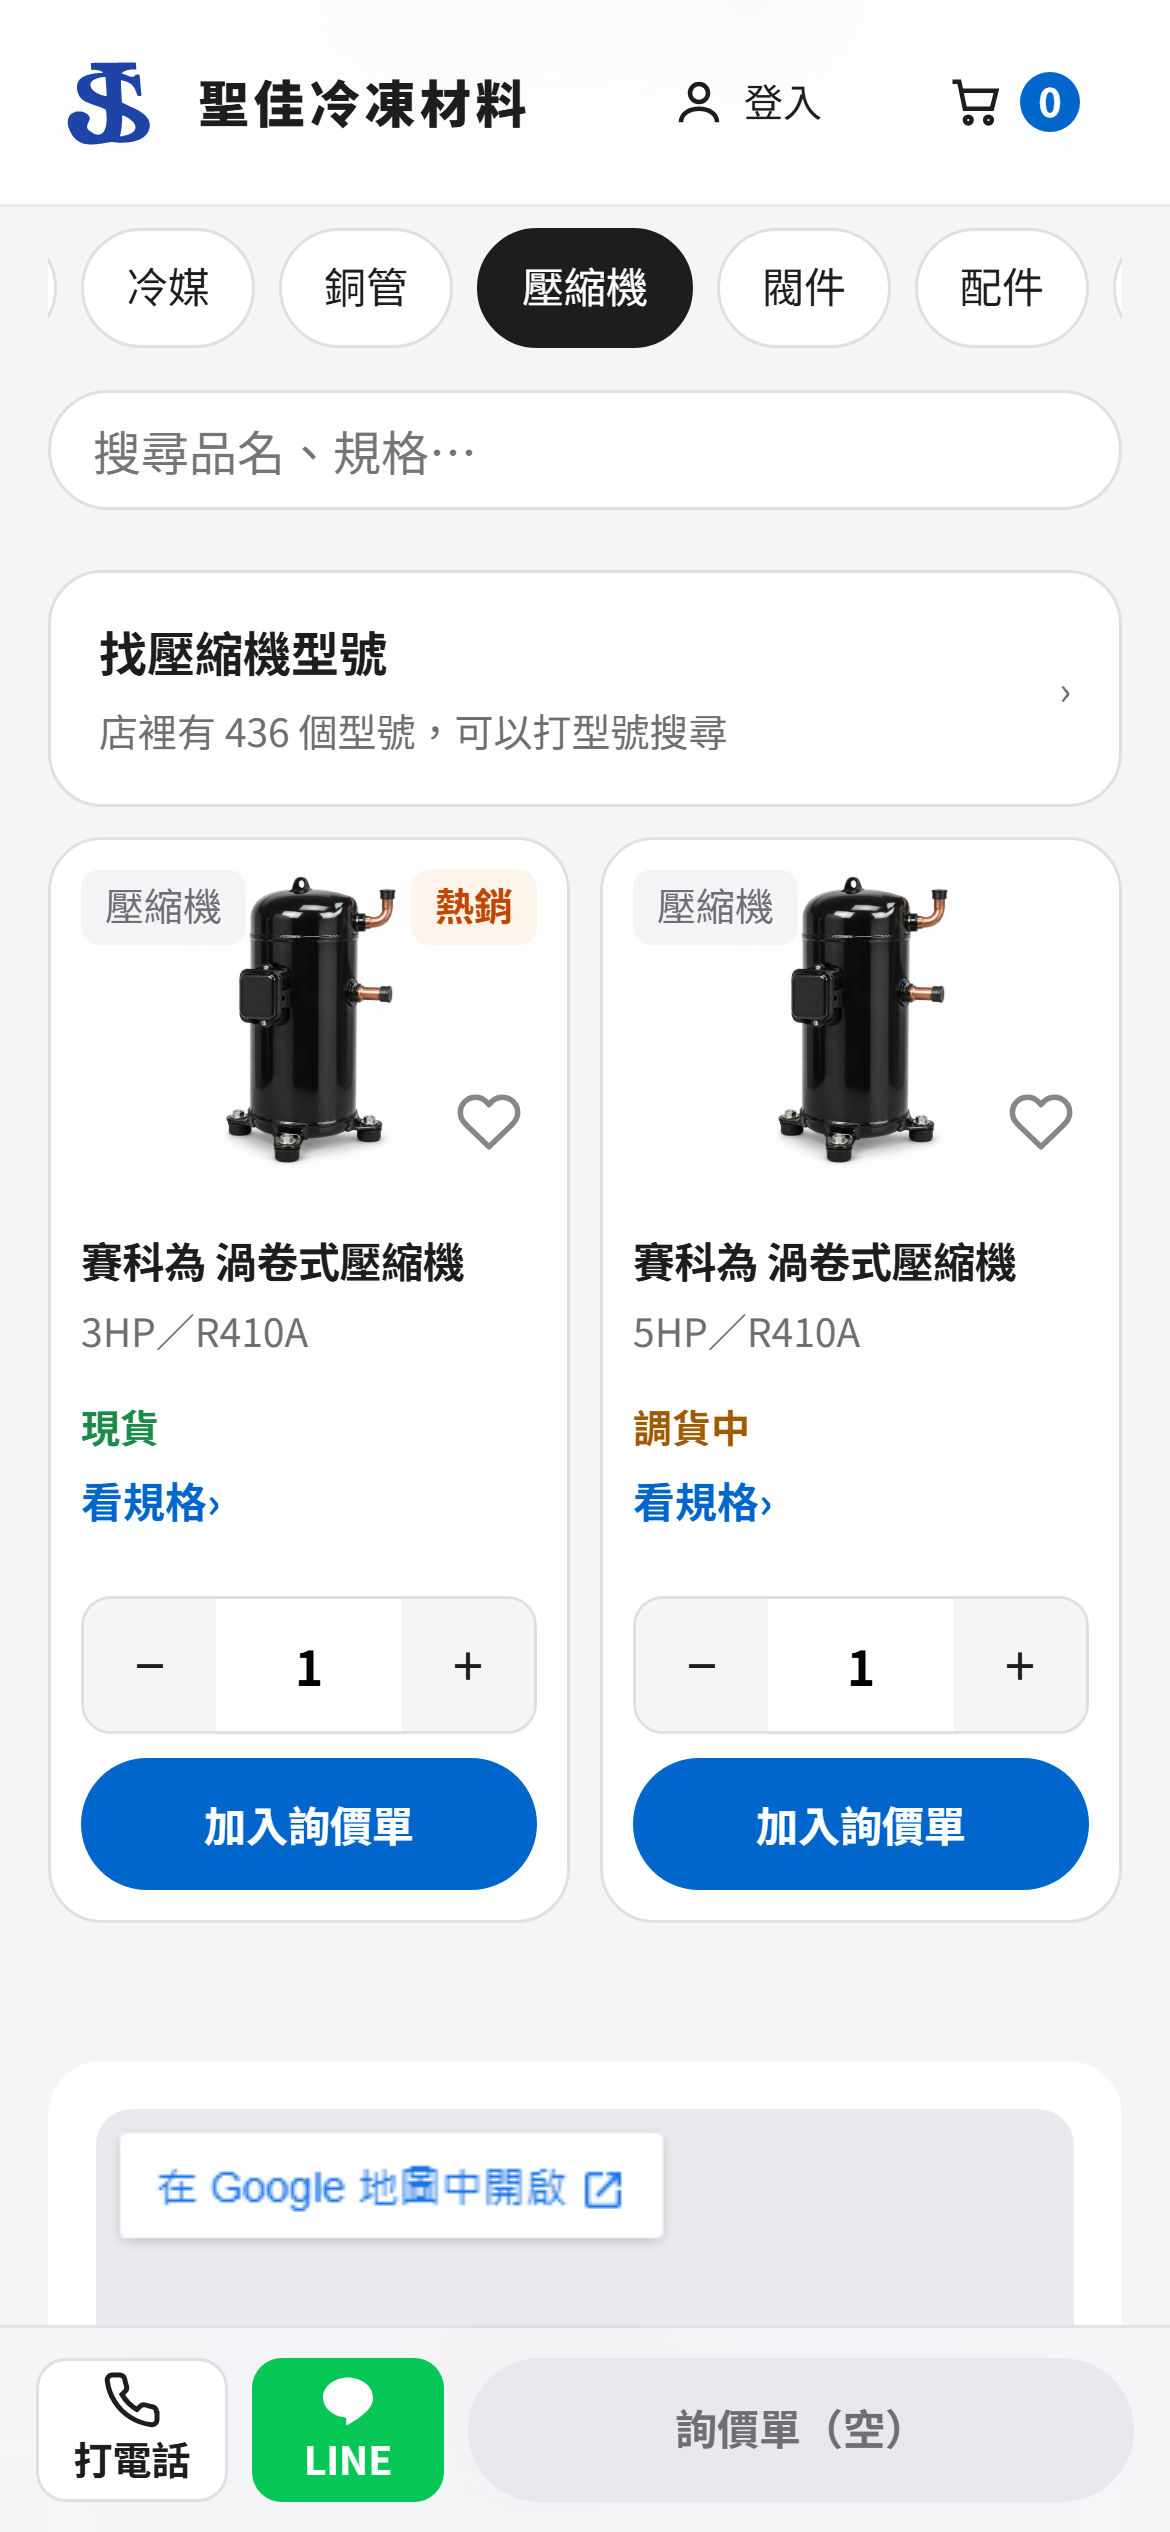 聖佳冷凍材料
登入
0
冷媒
銅管
壓縮機
閥件
配件
搜尋品名、規格…
找壓縮機型號
店裡有 436 個型號，可以打型號搜尋
›
壓縮機
熱銷
賽科為 渦卷式壓縮機
3HP／R410A
現貨
看規格›
− 1 +
加入詢價單
壓縮機
賽科為 渦卷式壓縮機
5HP／R410A
調貨中
看規格›
− 1 +
加入詢價單
在 Google 地圖中開啟
打電話
LINE
詢價單（空）